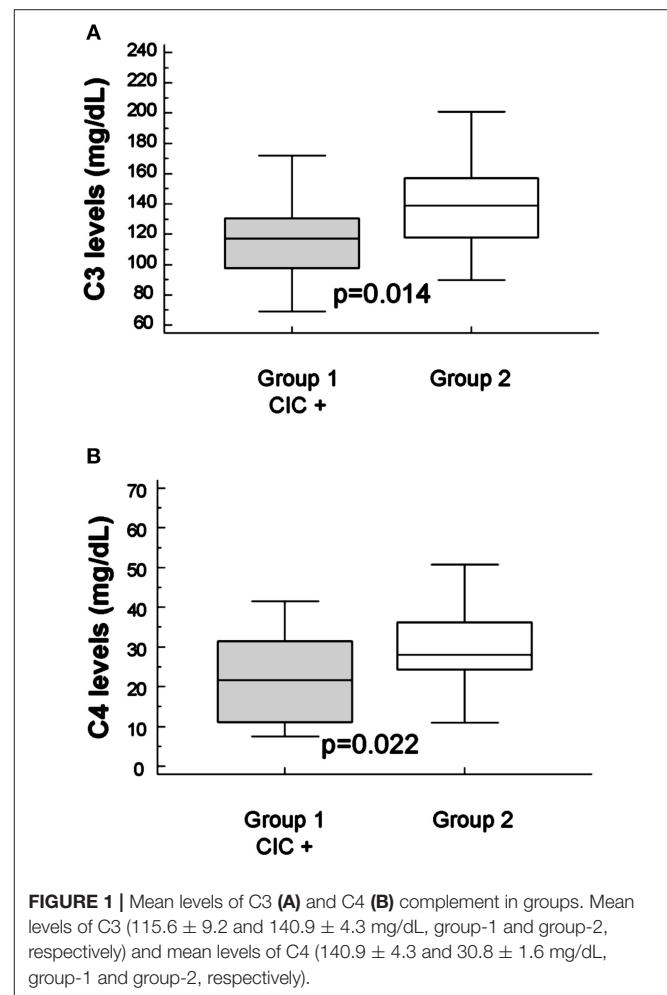 A
C3 levels (mg/dL)
240
220
200
180
160
140
120
100
80
60
p=0.014
Group 1 Group 2
CIC +
B
C4 levels (mg/dL)
70
60
50
40
30
20
10
0
p=0.022
Group 1 Group 2
CIC +
FIGURE 1 | Mean levels of C3 (A) and C4 (B) complement in groups. Mean
levels of C3 (115.6 ± 9.2 and 140.9 ± 4.3 mg/dL, group-1 and group-2,
respectively) and mean levels of C4 (140.9 ± 4.3 and 30.8 ± 1.6 mg/dL,
group-1 and group-2, respectively).